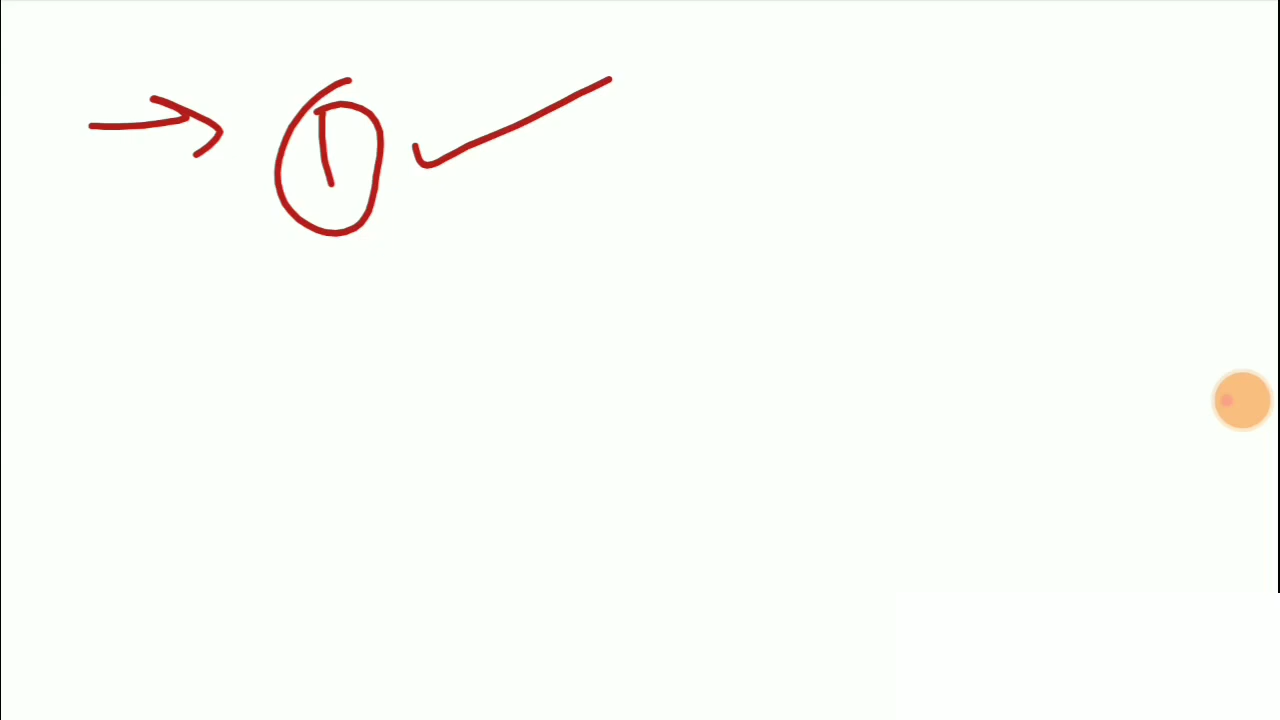 → ① ✓